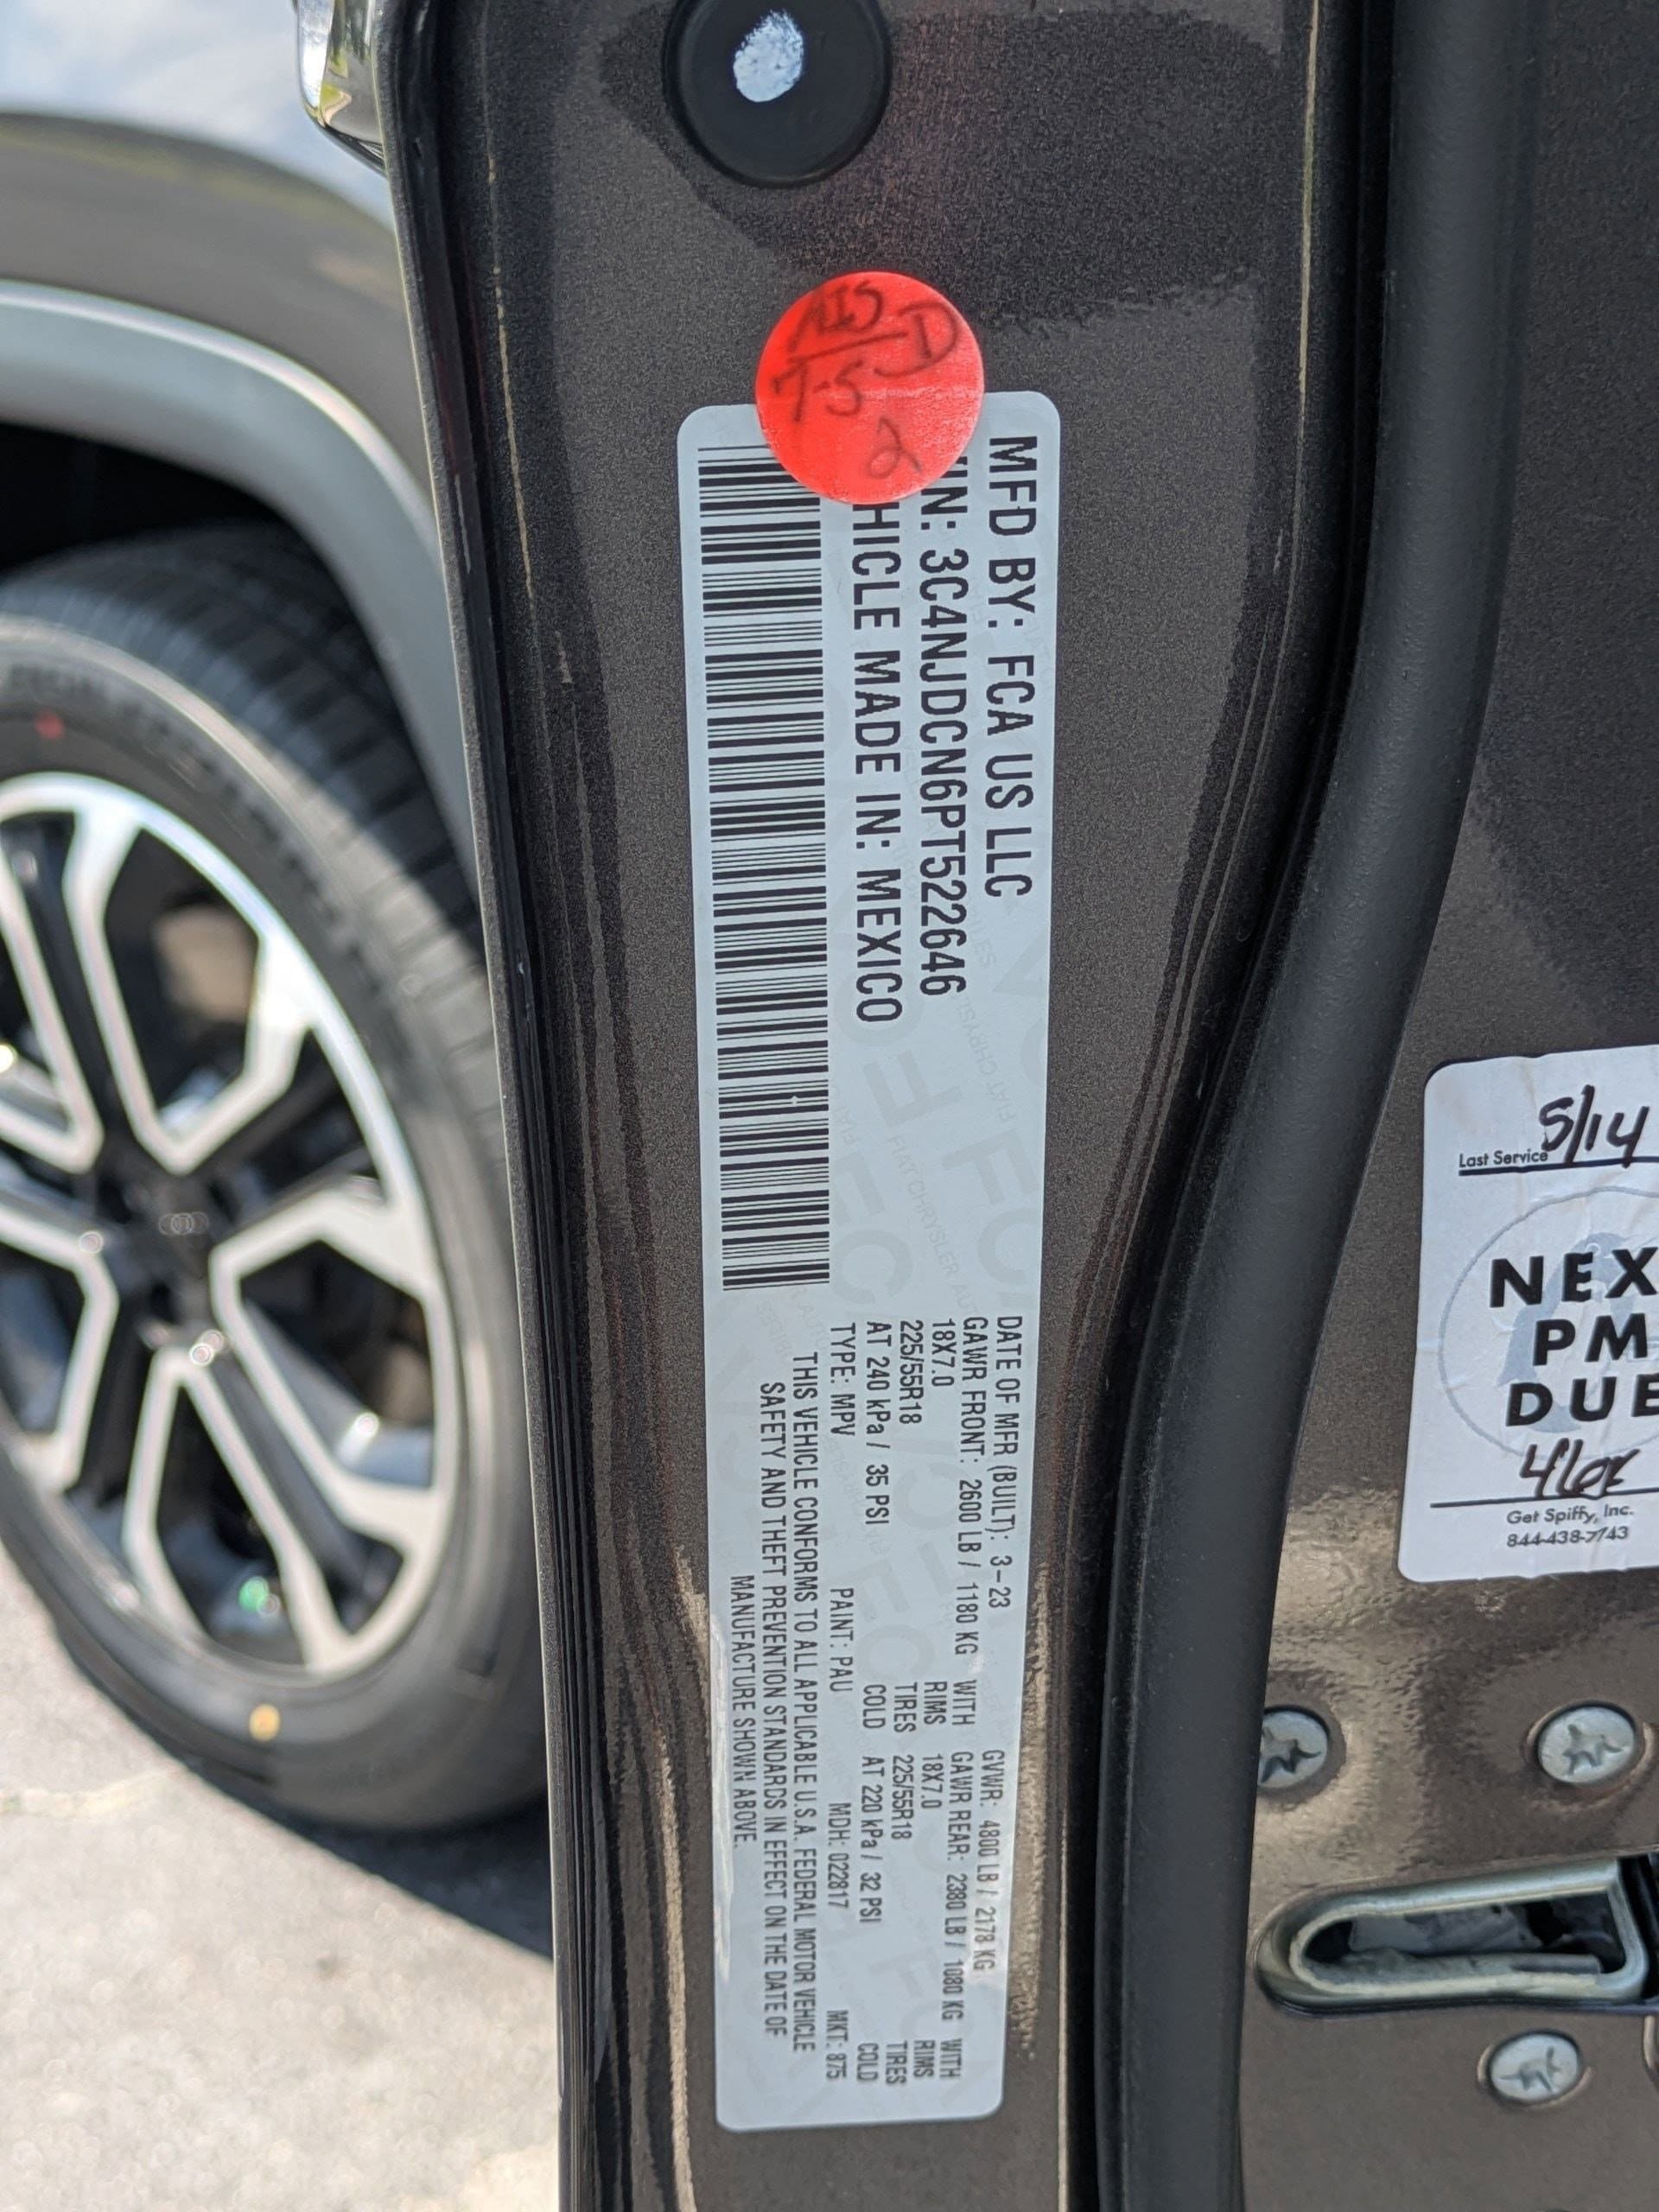 MFD BY: FCA US LLC
VIN: 3C4NJDCN6PT522646
HICLE MADE IN: MEXICO
DATE OF MFR (BUILT): 3-23 GVWR: 4800 LB / 2178 KG
GAWR FRONT: 2600 LB / 1180 KG WITH GAWR REAR: 2380 LB / 1080 KG WITH
18X7.0 RIMS 18X7.0 RIMS
225/55R18 TIRES 225/55R18 TIRES
AT 240 kPa / 35 PSI COLD AT 220 kPa / 32 PSI COLD
TYPE: MPV PAINT: PAU MDH: 022817 MKT: 875
THIS VEHICLE CONFORMS TO ALL APPLICABLE U.S.A. FEDERAL MOTOR VEHICLE
SAFETY AND THEFT PREVENTION STANDARDS IN EFFECT ON THE DATE OF
MANUFACTURE SHOWN ABOVE.
T-5
D
2
Last Service 5/14
NEX
PM
DUE
Get Spiffy, Inc.
844-438-7743